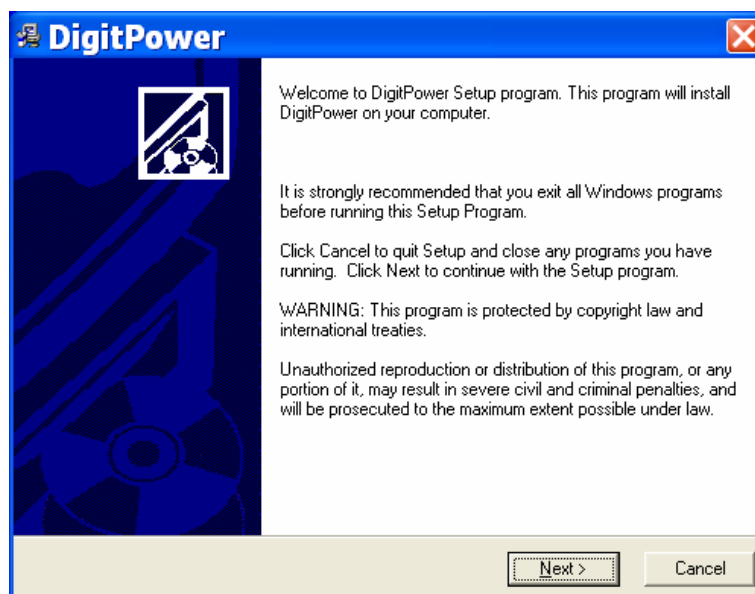 DigitPower
Welcome to DigitPower Setup program. This program will install
DigitPower on your computer.
It is strongly recommended that you exit all Windows programs
before running this Setup Program.
Click Cancel to quit Setup and close any programs you have
running. Click Next to continue with the Setup program.
WARNING: This program is protected by copyright law and
international treaties.
Unauthorized reproduction or distribution of this program, or any
portion of it, may result in severe civil and criminal penalties, and
will be prosecuted to the maximum extent possible under law.
Next >
Cancel